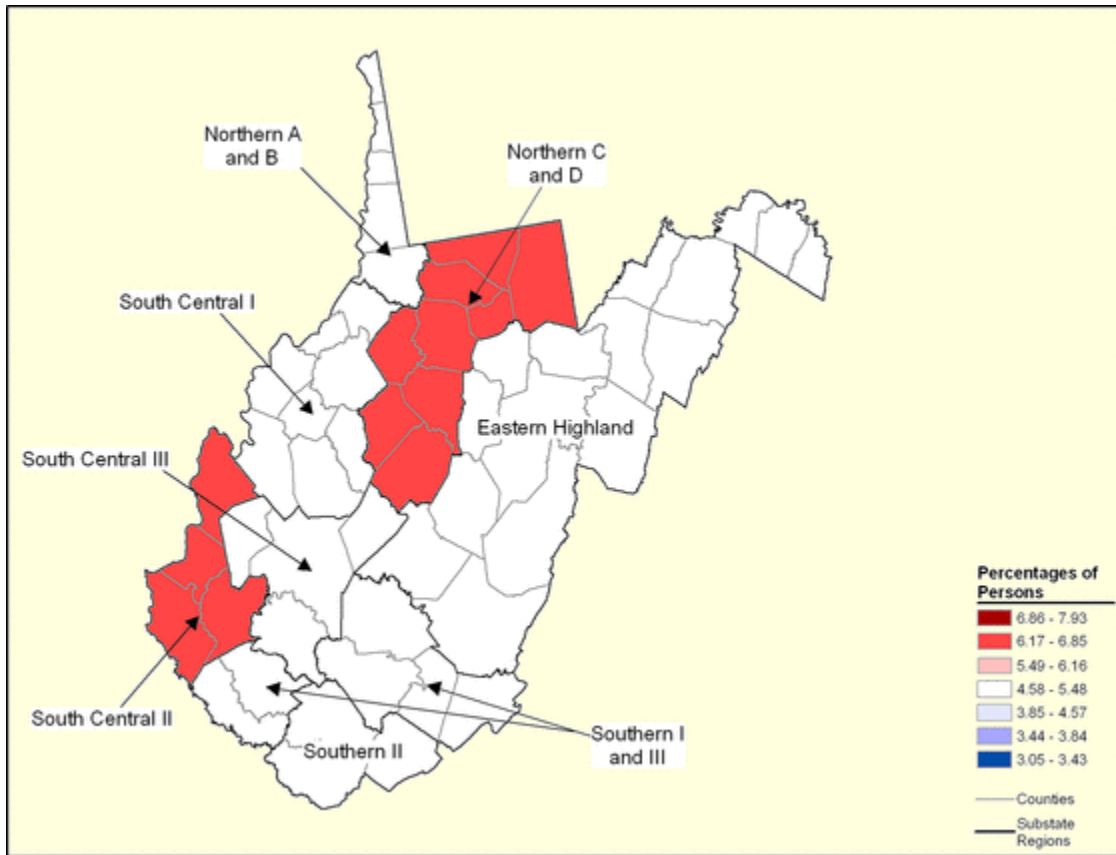 Northern A
and B
Northern C
and D
South Central I
Eastern Highland
South Central III
South Central II
Southern II
Southern I
and III
Percentages of
Persons
6.86 - 7.93
6.17 - 6.85
5.49 - 6.16
4.58 - 5.48
3.85 - 4.57
3.44 - 3.84
3.05 - 3.43
Counties
Substate
Regions